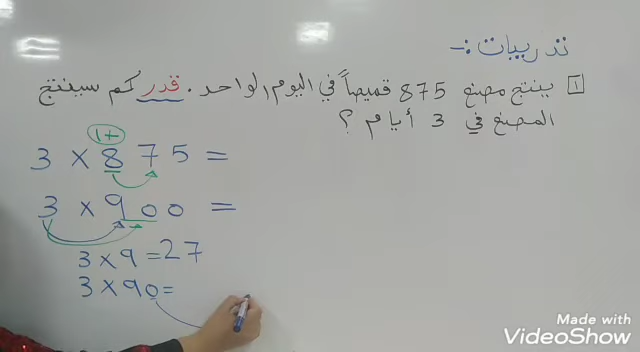 تدريبات :-
١ ينتج مصنع 875 قميصاً في اليوم الواحد. قدر كم سينتج
المصنع في 3 أيام ؟
1+
3 × 875 =
3 × 900 =
3 × 9 = 27
3 × 90 =
Made with
VideoShow